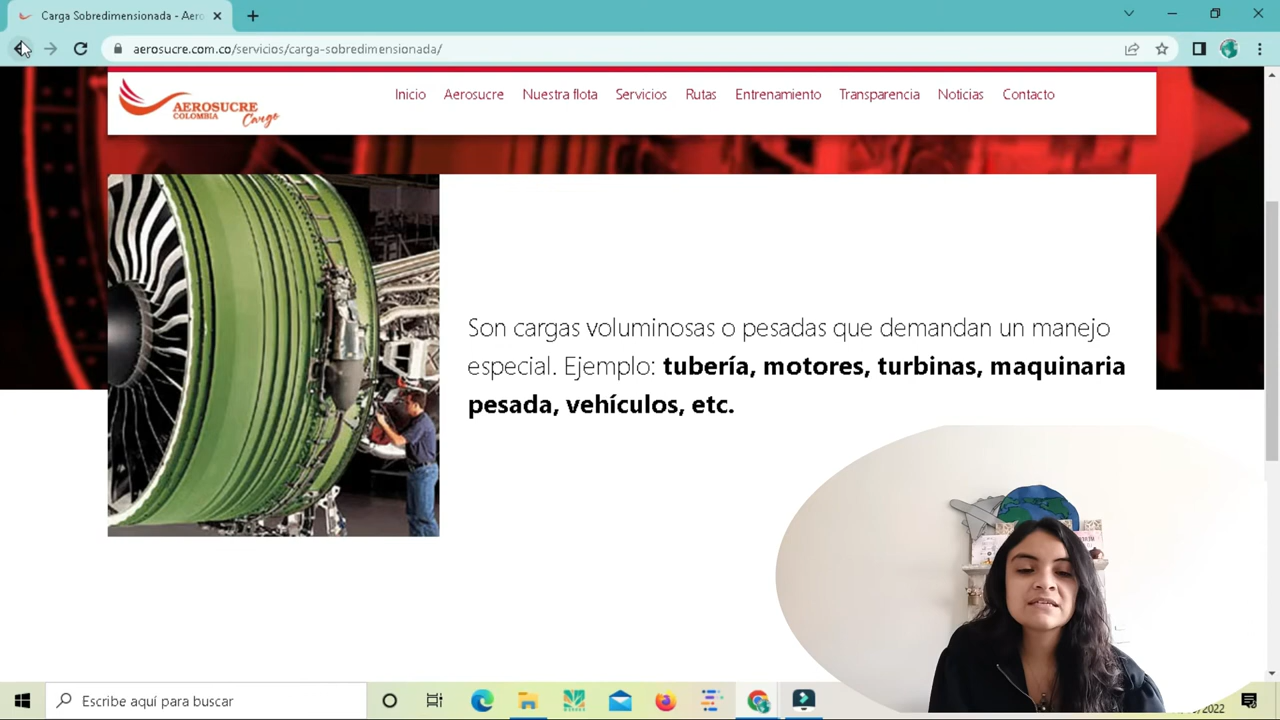 Carga Sobredimensionada - Aer
aerosucre.com.co/servicios/carga-sobredimensionada/
AEROSUCRE
COLOMBIA
Cargo
Inicio Aerosucre Nuestra flota Servicios Rutas Entrenamiento Transparencia Noticias Contacto
Son cargas voluminosas o pesadas que demandan un manejo
especial. Ejemplo: tubería, motores, turbinas, maquinaria
pesada, vehículos, etc.
Escribe aquí para buscar